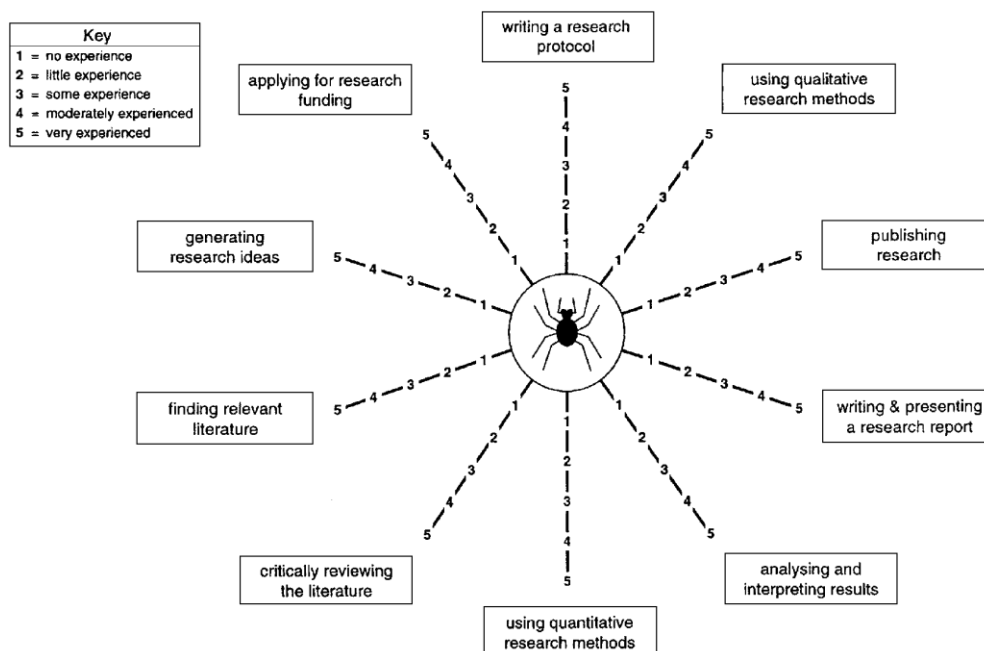 Key
1 = no experience
2 = little experience
3 = some experience
4 = moderately experienced
5 = very experienced
writing a research
protocol
5
4
3
2
1
using qualitative
research methods
5
4
3
2
1
publishing
research
1 2 3 4 5
writing & presenting
a research report
1 2 3 4 5
analysing and
interpreting results
1
2
3
4
5
using quantitative
research methods
1
2
3
4
5
critically reviewing
the literature
1
2
3
4
5
finding relevant
literature
5 4 3 2 1
generating
research ideas
5 4 3 2 1
applying for research
funding
5
4
3
2
1